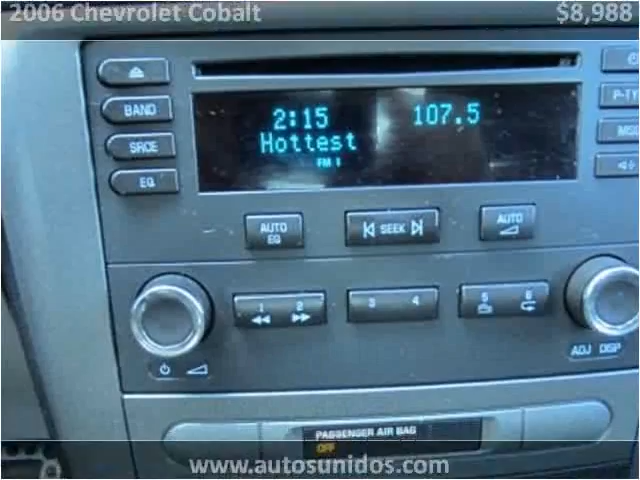 2006 Chevrolet Cobalt $8,988
2:15 107.5
Hottest
FM 1
BAND
SRCE
EQ
P-TY
AUTO EQ
SEEK
AUTO
1 2 3 4 5 6
ADJ DISP
PASSENGER AIR BAG
OFF
www.autosunidos.com